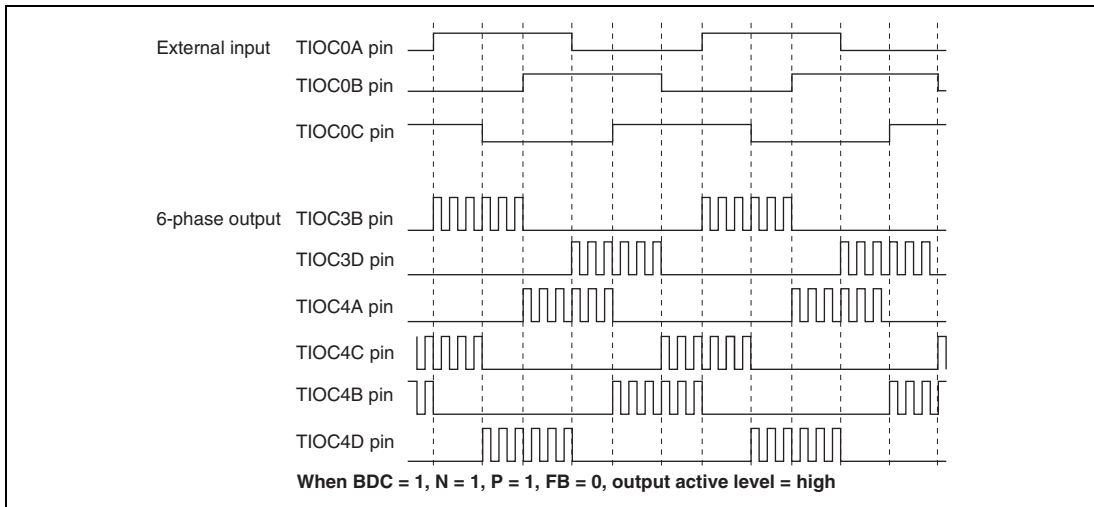 External input TIOC0A pin
TIOC0B pin
TIOC0C pin
6-phase output TIOC3B pin
TIOC3D pin
TIOC4A pin
TIOC4C pin
TIOC4B pin
TIOC4D pin
When BDC = 1, N = 1, P = 1, FB = 0, output active level = high